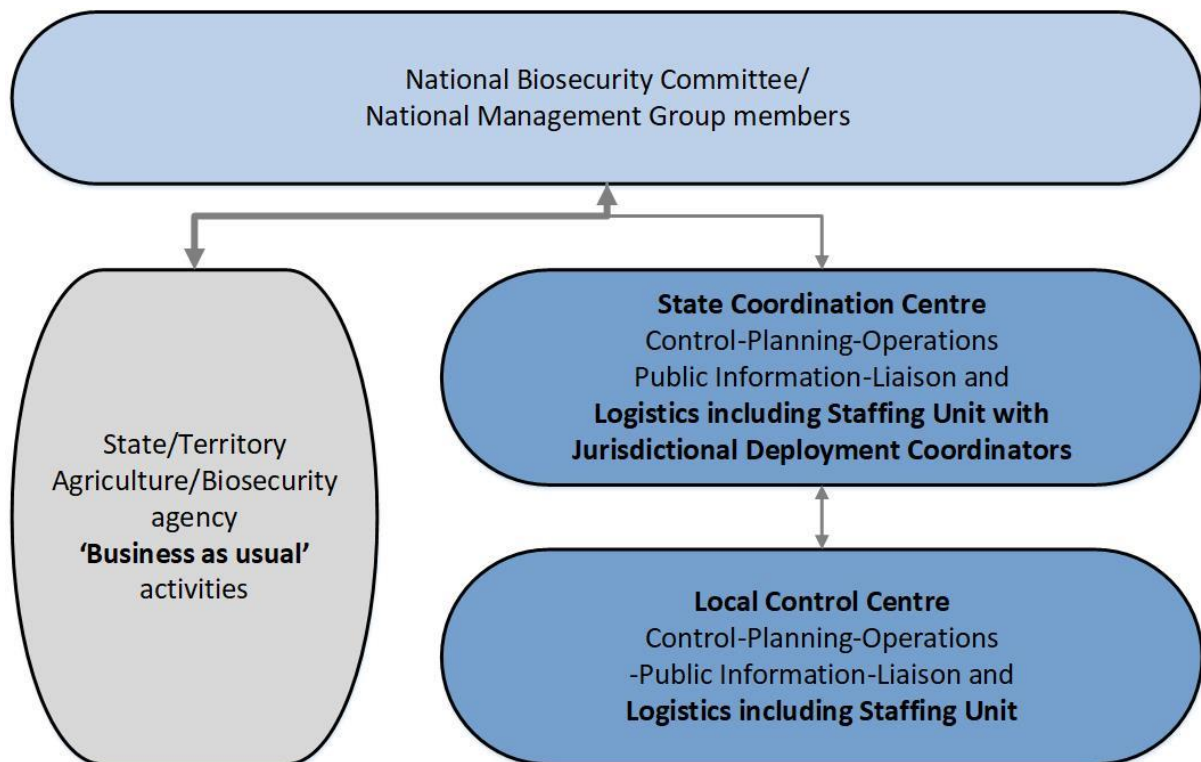 National Biosecurity Committee/
National Management Group members
State/Territory
Agriculture/Biosecurity
agency
‘Business as usual’
activities
State Coordination Centre
Control-Planning-Operations
Public Information-Liaison and
Logistics including Staffing Unit with
Jurisdictional Deployment Coordinators
Local Control Centre
Control-Planning-Operations
-Public Information-Liaison and
Logistics including Staffing Unit